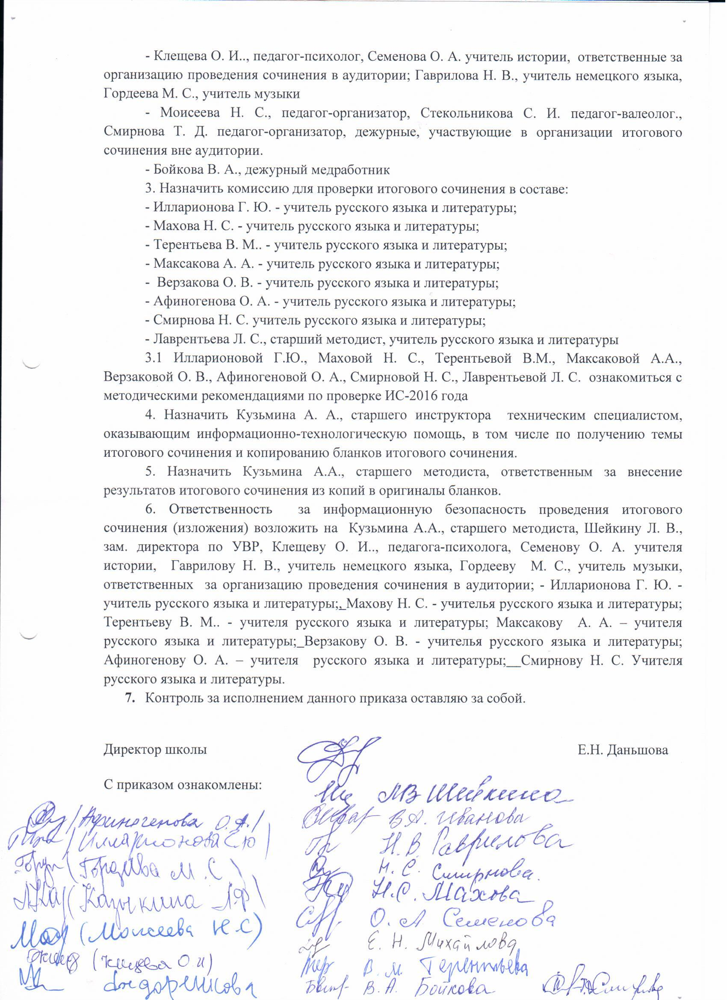 - Клещева О. И.., педагог-психолог, Семенова О. А. учитель истории, ответственные за
организацию проведения сочинения в аудитории; Гаврилова Н. В., учитель немецкого языка,
Гордеева М. С., учитель музыки
- Моисеева Н. С., педагог-организатор, Стекольникова С. И. педагог-валеолог.,
Смирнова Т. Д. педагог-организатор, дежурные, участвующие в организации итогового
сочинения вне аудитории.
- Бойкова В. А., дежурный медработник
3. Назначить комиссию для проверки итогового сочинения в составе:
- Илларионова Г. Ю. - учитель русского языка и литературы;
- Махова Н. С. - учитель русского языка и литературы;
- Терентьева В. М.. - учитель русского языка и литературы;
- Максакова А. А. - учитель русского языка и литературы;
- Верзакова О. В. - учитель русского языка и литературы;
- Афиногенова О. А. - учитель русского языка и литературы;
- Смирнова Н. С. учитель русского языка и литературы;
- Лаврентьева Л. С., старший методист, учитель русского языка и литературы
3.1 Илларионовой Г.Ю., Маховой Н. С., Терентьевой В.М., Максаковой А.А.,
Верзаковой О. В., Афиногеновой О. А., Смирновой Н. С., Лаврентьевой Л. С. ознакомиться с
методическими рекомендациями по проверке ИС-2016 года
4. Назначить Кузьмина А. А., старшего инструктора техническим специалистом,
оказывающим информационно-технологическую помощь, в том числе по получению темы
итогового сочинения и копированию бланков итогового сочинения.
5. Назначить Кузьмина А.А., старшего методиста, ответственным за внесение
результатов итогового сочинения из копий в оригиналы бланков.
6. Ответственность за информационную безопасность проведения итогового
сочинения (изложения) возложить на Кузьмина А.А., старшего методиста, Шейкину Л. В.,
зам. директора по УВР, Клещеву О. И.., педагога-психолога, Семенову О. А. учителя
истории, Гаврилову Н. В., учитель немецкого языка, Гордееву М. С., учитель музыки,
ответственных за организацию проведения сочинения в аудитории; - Илларионова Г. Ю. -
учитель русского языка и литературы;,_Махову Н. С. - учителья русского языка и литературы;
Терентьеву В. М.. - учителя русского языка и литературы; Максакову А. А. – учителя
русского языка и литературы;_Верзакову О. В. - учителья русского языка и литературы;
Афиногенову О. А. – учителя русского языка и литературы;__Смирнову Н. С. Учителя
русского языка и литературы.
7. Контроль за исполнением данного приказа оставляю за собой.
Директор школы Е.Н. Даньшова
С приказом ознакомлены:
ЛВ Шейкина
/Афиногенова О.А./ В А. Иванова
/Илларионова Г.Ю/ Н.В. Гаврилова
(Гордеева М.С.) Н. С. Смирнова.
(Казыкина Л.Ф) Н.С. Махова
(Моисеева Н.С) О. А Семенова
Е. Н. Михайлова
(Клещева О.И) В. М. Терентьева
В. А. Бойкова Т.Д.Смирнова